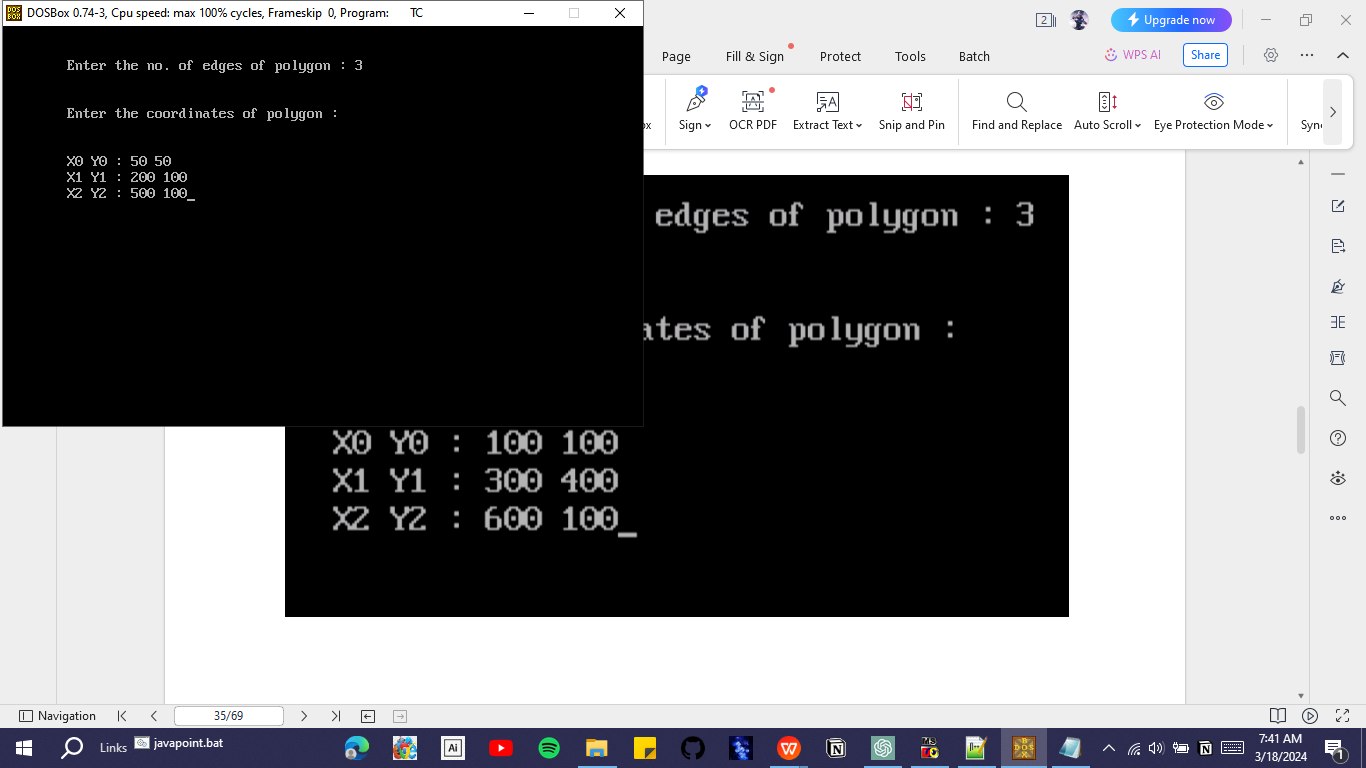 DOSBox 0.74-3, Cpu speed: max 100% cycles, Frameskip 0, Program: TC
Enter the no. of edges of polygon : 3
Enter the coordinates of polygon :
X0 Y0 : 50 50
X1 Y1 : 200 100
X2 Y2 : 500 100_
2
Upgrade now
Page Fill & Sign Protect Tools Batch
WPS AI
Share
Sign
OCR PDF
Extract Text
Snip and Pin
Find and Replace
Auto Scroll
Eye Protection Mode
edges of polygon : 3
ates of polygon :
X0 Y0 : 100 100
X1 Y1 : 300 400
X2 Y2 : 600 100_
Navigation
35/69
Links
javapoint.bat
Ai
7:41 AM
3/18/2024
1